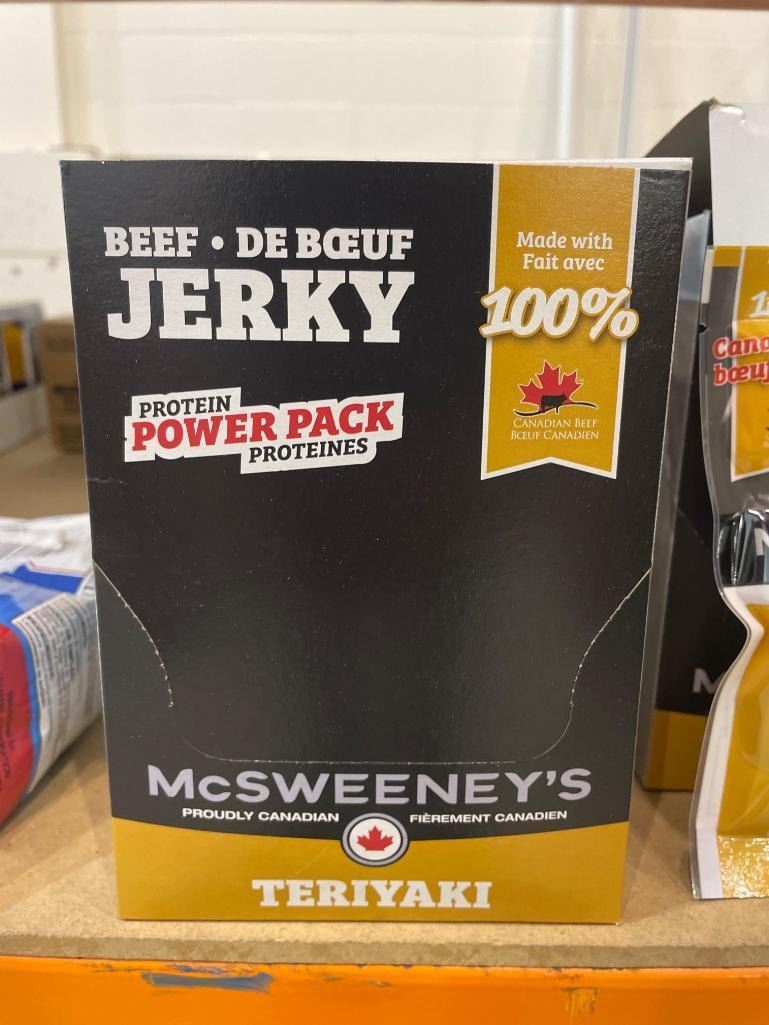 BEEF • DE BŒUF
JERKY
PROTEIN
POWER PACK
PROTEINES
Made with
Fait avec
100%
CANADIAN BEEF
BŒUF CANADIEN
McSWEENEY'S
PROUDLY CANADIAN FIÈREMENT CANADIEN
TERIYAKI